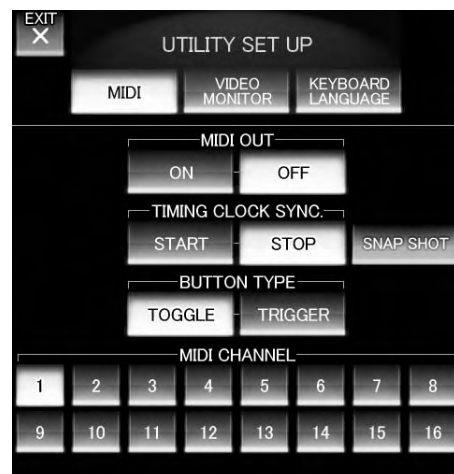 EXIT
×
UTILITY SET UP
MIDI
VIDEO
MONITOR
KEYBOARD
LANGUAGE
MIDI OUT
ON
OFF
TIMING CLOCK SYNC.
START
STOP
SNAP SHOT
BUTTON TYPE
TOGGLE
TRIGGER
MIDI CHANNEL
1 2 3 4 5 6 7 8
9 10 11 12 13 14 15 16